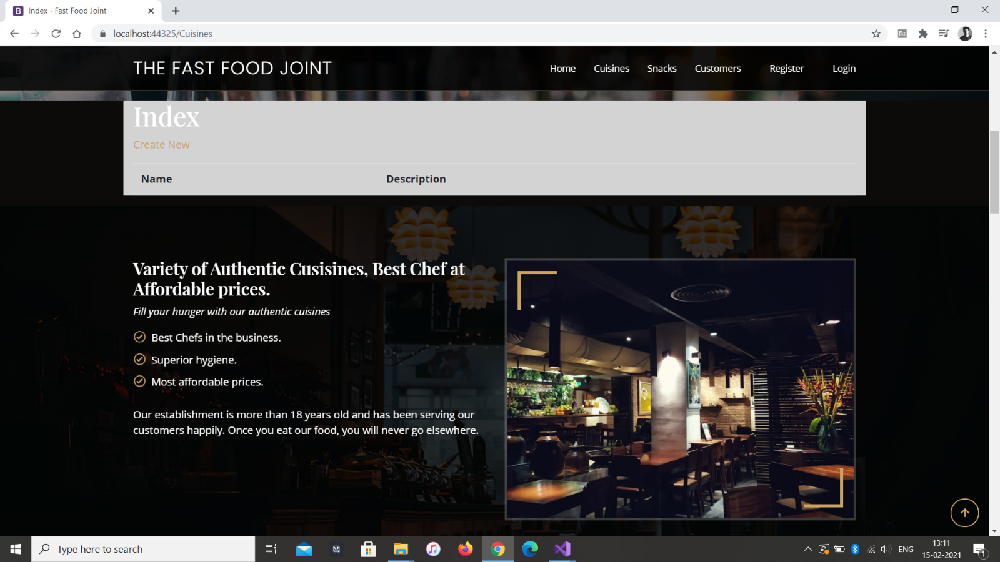 Index - Fast Food Joint
localhost:44325/Cuisines
THE FAST FOOD JOINT
Home Cuisines Snacks Customers Register Login
Index
Create New
Name Description
Variety of Authentic Cusisines, Best Chef at
Affordable prices.
Fill your hunger with our authentic cuisines
Best Chefs in the business.
Superior hygiene.
Most affordable prices.
Our establishment is more than 18 years old and has been serving our
customers happily. Once you eat our food, you will never go elsewhere.
Type here to search
ENG
13:11
15-02-2021
1